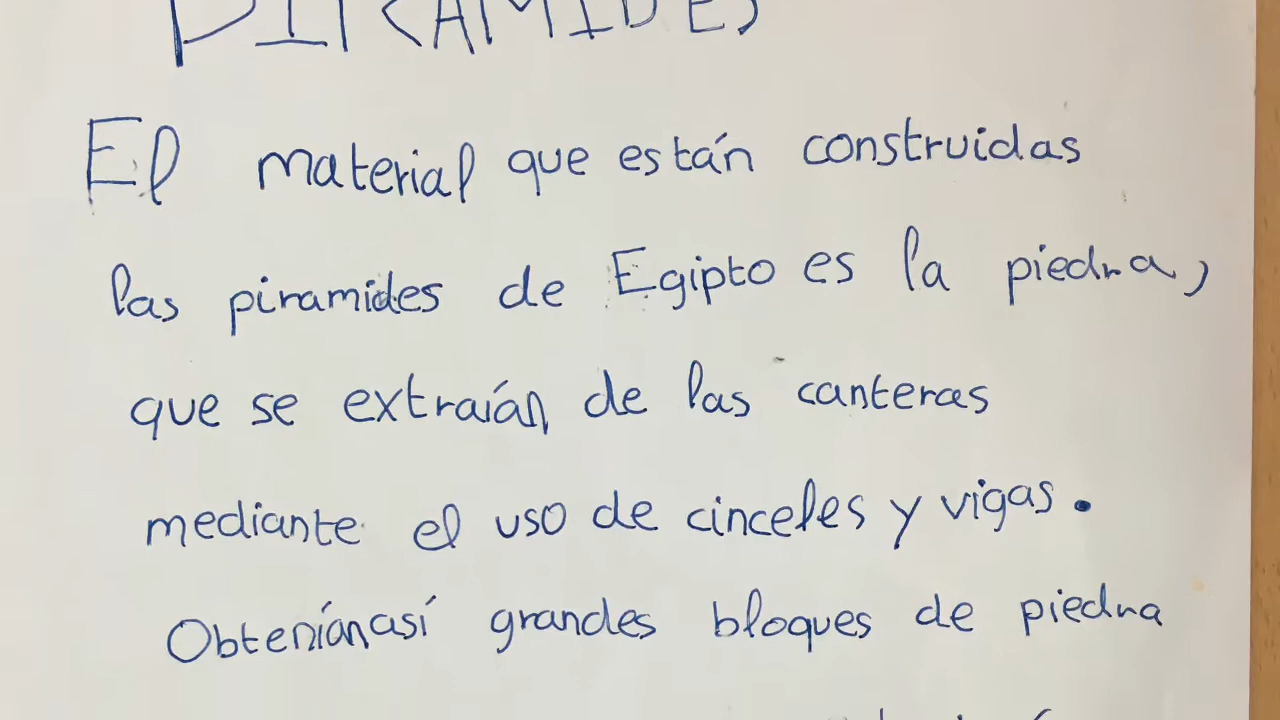 PIRAMIDES
El material que están construidas
las piramides de Egipto es la piedra,
que se extraían de las canteras
mediante el uso de cinceles y vigas.
Obteníanasí grandes bloques de piedra